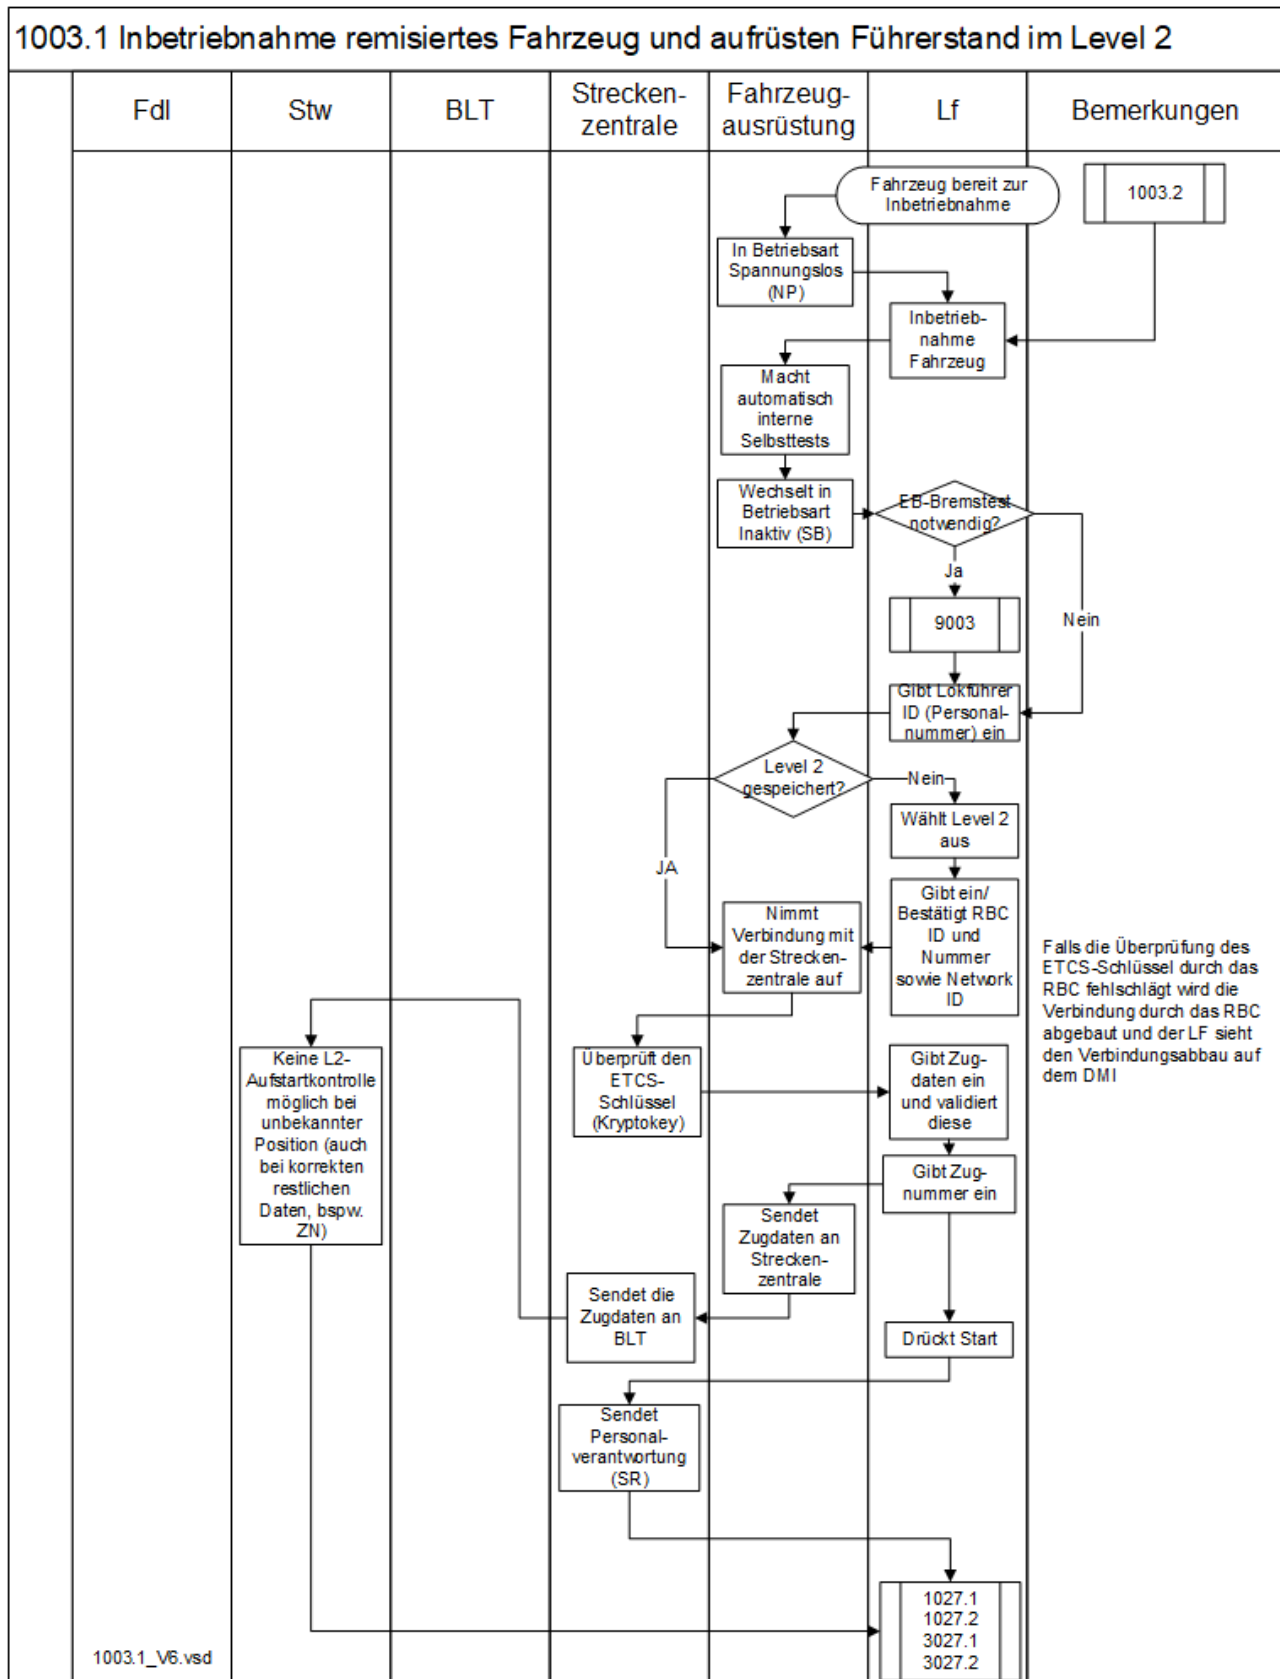 1003.1 Inbetriebnahme remisiertes Fahrzeug und aufrüsten Führerstand im Level 2
Fdl
Stw
BLT
Strecken-
zentrale
Fahrzeug-
ausrüstung
Lf
Bemerkungen
Fahrzeug bereit zur
Inbetriebnahme
1003.2
In Betriebsart
Spannungslos
(NP)
Inbetrieb-
nahme
Fahrzeug
Macht
automatisch
interne
Selbsttests
Wechselt in
Betriebsart
Inaktiv (SB)
EB-Bremstest
notwendig?
Ja
Nein
9003
Gibt Lokführer
ID (Personal-
nummer) ein
Level 2
gespeichert?
Nein
JA
Wählt Level 2
aus
Gibt ein/
Bestätigt RBC
ID und
Nummer
sowie Network
ID
Nimmt
Verbindung mit
der Strecken-
zentrale auf
Falls die Überprüfung des
ETCS-Schlüssel durch das
RBC fehlschlägt wird die
Verbindung durch das RBC
abgebaut und der LF sieht
den Verbindungsabbau auf
dem DMI
Keine L2-
Aufstartkontrolle
möglich bei
unbekannter
Position (auch
bei korrekten
restlichen
Daten, bspw.
ZN)
Überprüft den
ETCS-
Schlüssel
(Kryptokey)
Gibt Zug-
daten ein
und validiert
diese
Gibt Zug-
nummer ein
Sendet
Zugdaten an
Strecken-
zentrale
Sendet die
Zugdaten an
BLT
Drückt Start
Sendet
Personal-
verantwortung
(SR)
1027.1
1027.2
3027.1
3027.2
1003.1_V6.vsd